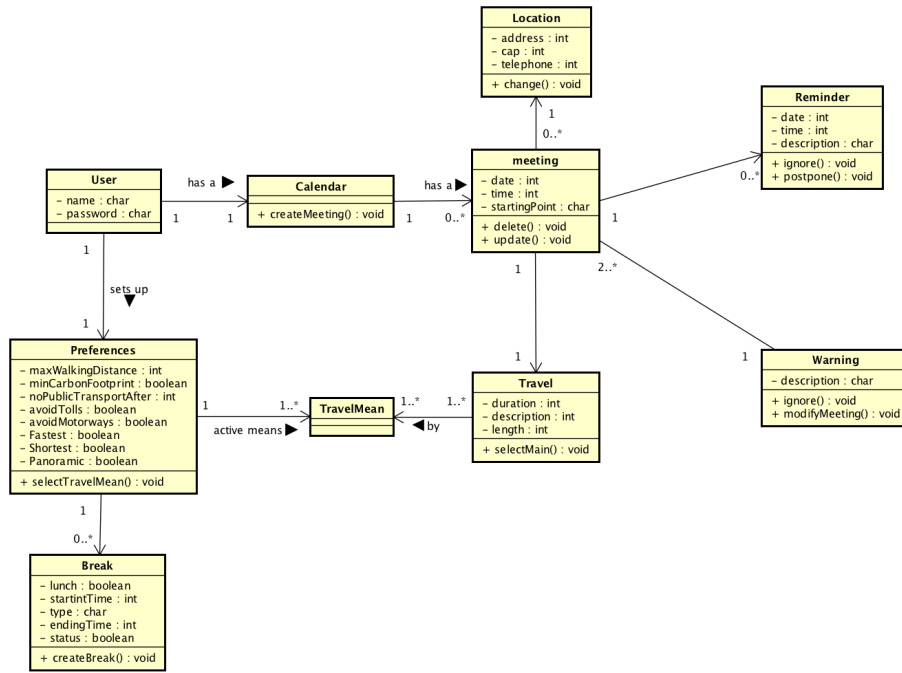 Location
– address : int
– cap : int
– telephone : int
+ change() : void
1
0..*
Reminder
– date : int
– time : int
– description : char
+ ignore() : void
+ postpone() : void
0..*
1
meeting
– date : int
– time : int
– startingPoint : char
+ delete() : void
+ update() : void
User
– name : char
– password : char
has a
1
1
Calendar
+ createMeeting() : void
has a
1
0..*
1
sets up
1
1
1
2..*
1
Warning
– description : char
+ ignore() : void
+ modifyMeeting() : void
Preferences
– maxWalkingDistance : int
– minCarbonFootprint : boolean
– noPublicTransportAfter : int
– avoidTolls : boolean
– avoidMotorways : boolean
– Fastest : boolean
– Shortest : boolean
– Panoramic : boolean
+ selectTravelMean() : void
1
1..*
active means
TravelMean
1..*
1..*
by
Travel
– duration : int
– description : int
– length : int
+ selectMain() : void
1
0..*
Break
– lunch : boolean
– startintTime : int
– type : char
– endingTime : int
– status : boolean
+ createBreak() : void